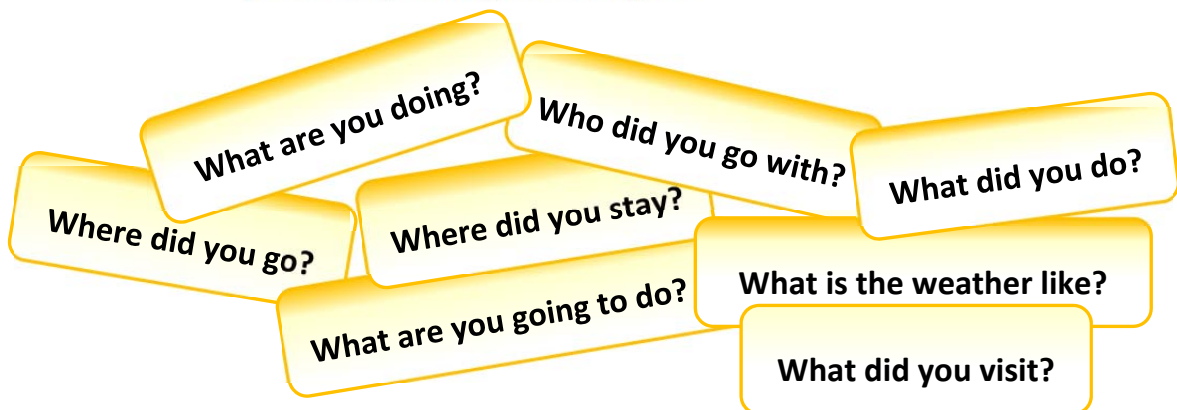 What are you doing?
Who did you go with?
What did you do?
Where did you go?
Where did you stay?
What is the weather like?
What are you going to do?
What did you visit?